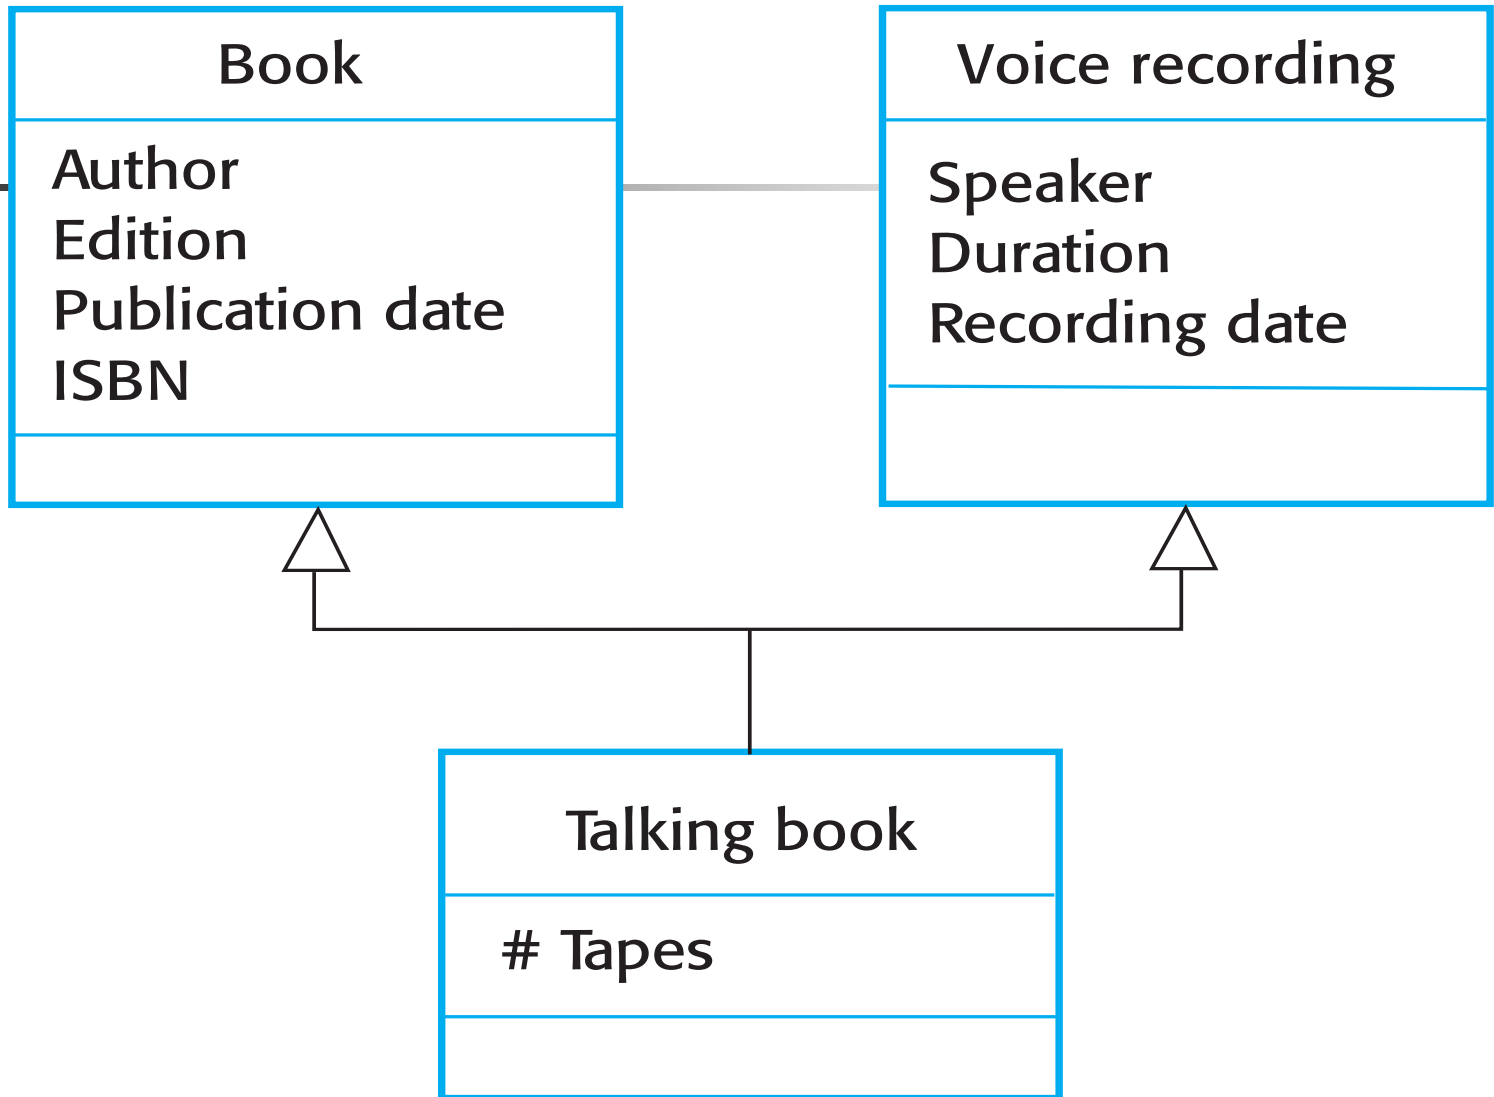 Book
Author
Edition
Publication date
ISBN
Voice recording
Speaker
Duration
Recording date
Talking book
# Tapes